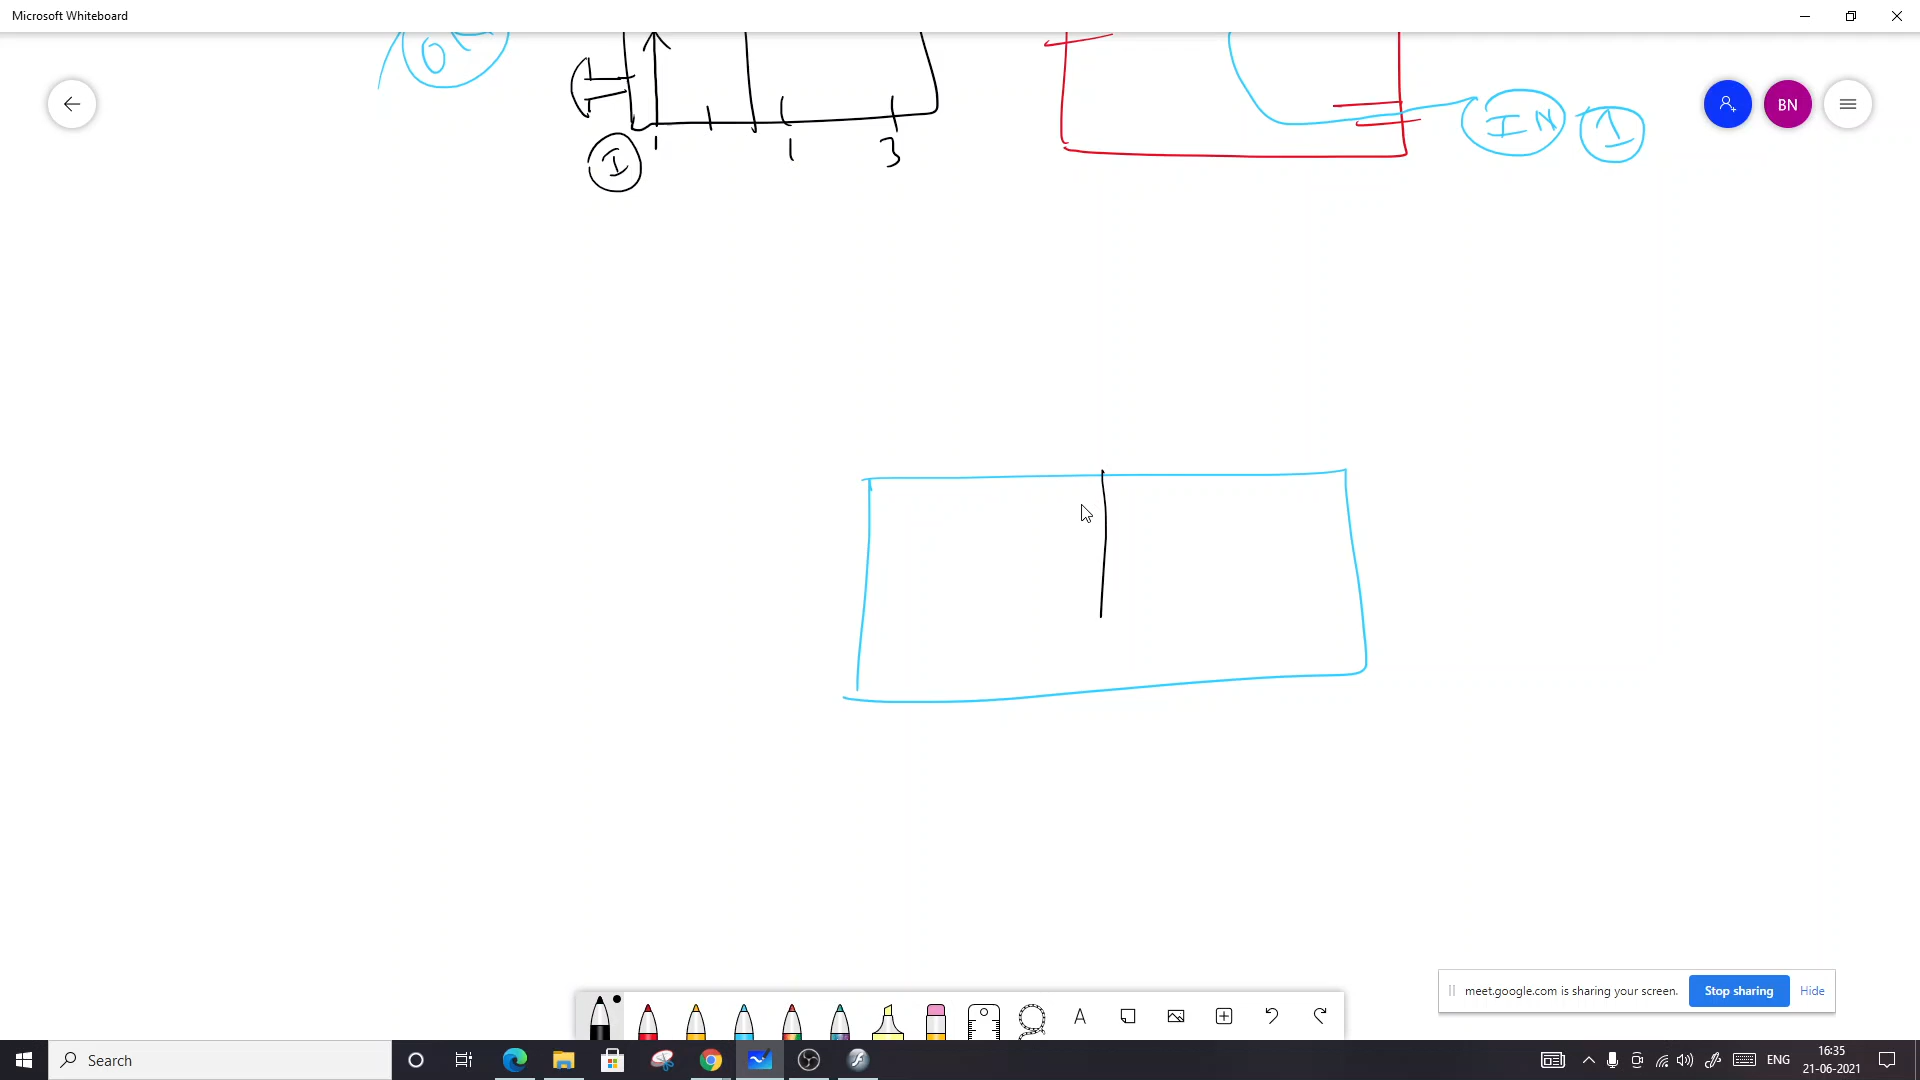 Microsoft Whiteboard
BN
IN 1
1 3
I
meet.google.com is sharing your screen. Stop sharing Hide
A
Search
ENG
16:35
21-06-2021